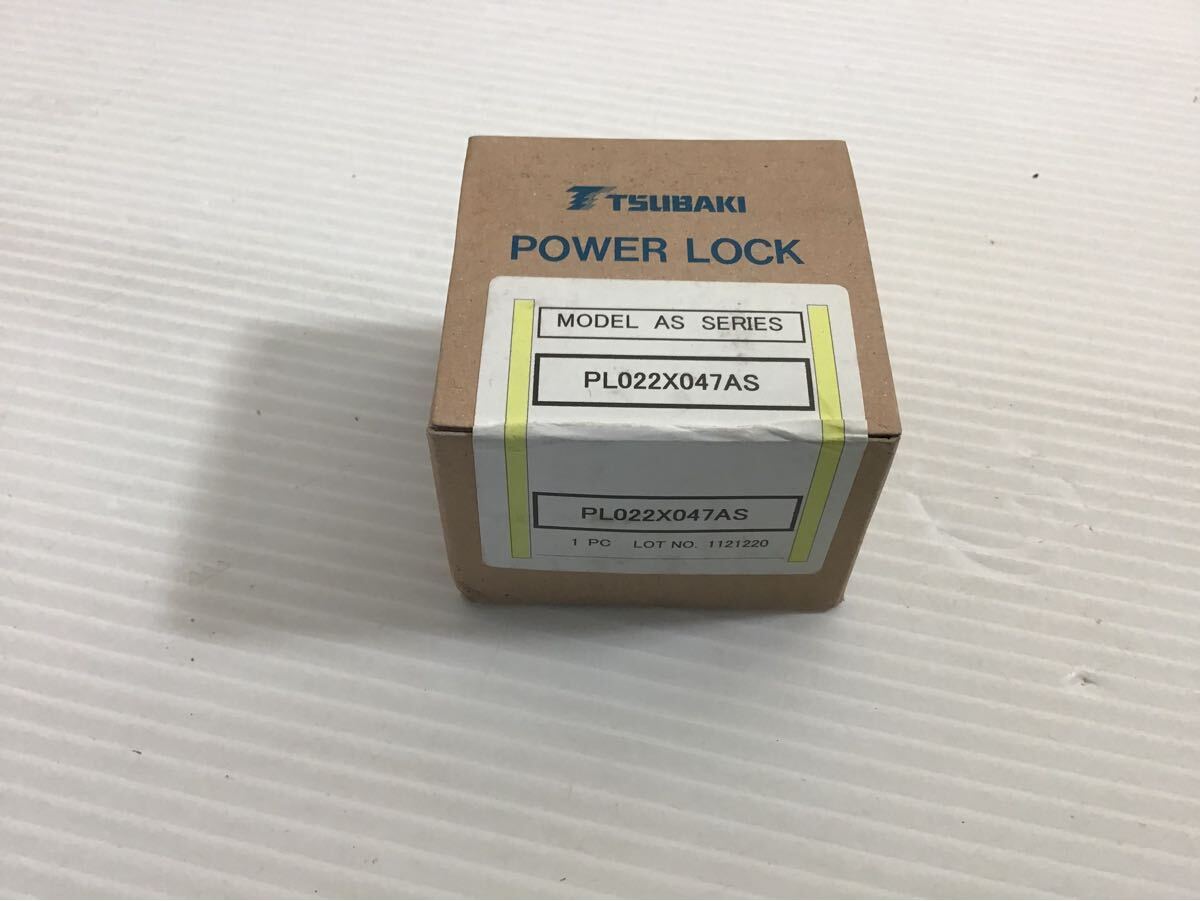 TSUBAKI
POWER LOCK
MODEL AS SERIES
PL022X047AS
PL022X047AS
1 PC LOT NO. 1121220